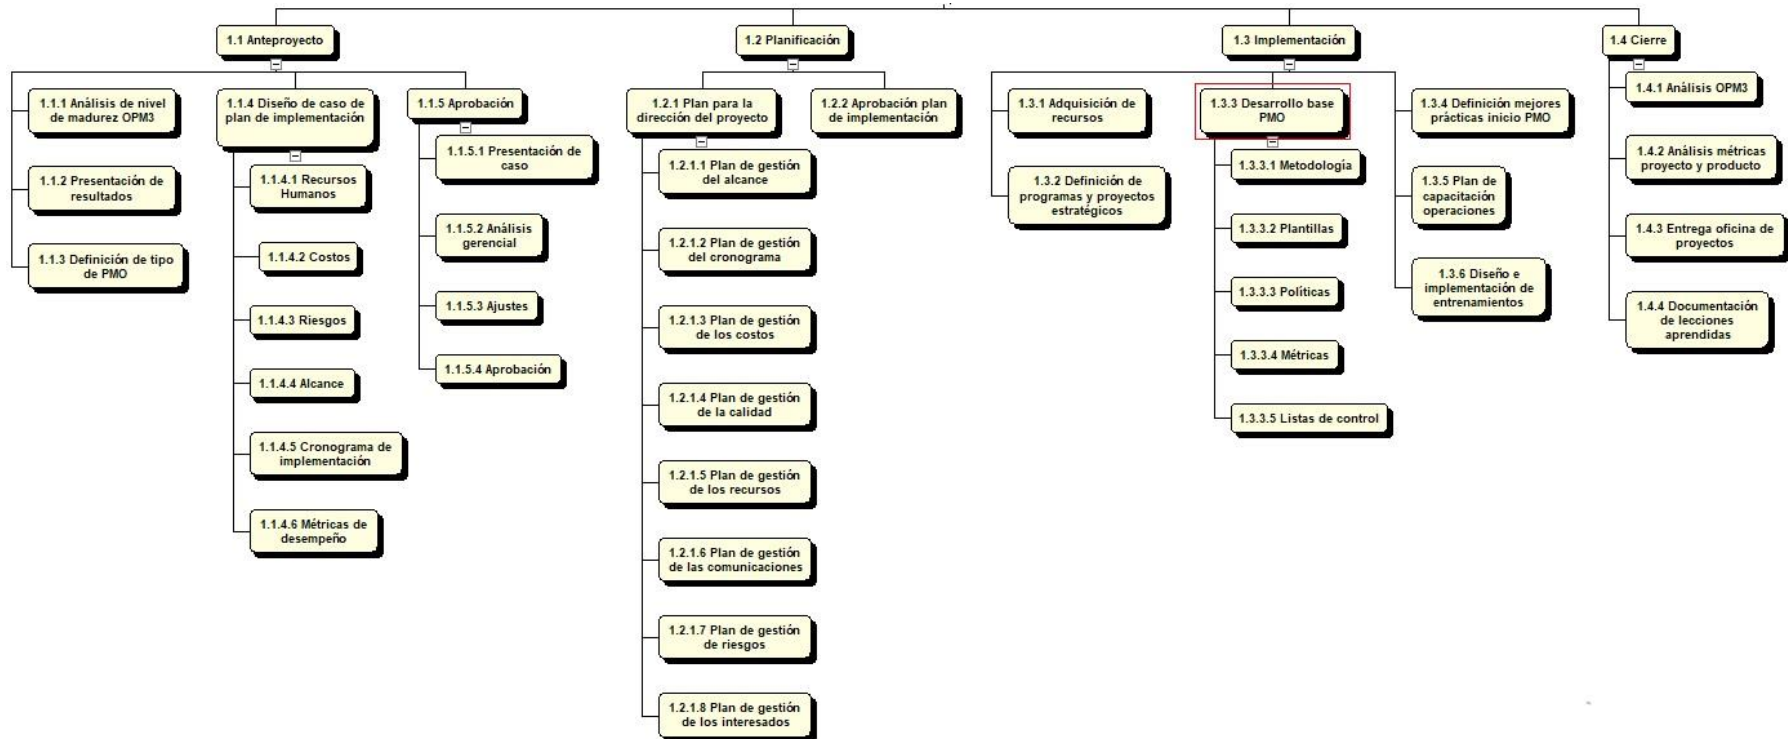 1.1 Anteproyecto
1.1.1 Análisis de nivel
de madurez OPM3
1.1.2 Presentación de
resultados
1.1.3 Definición de tipo
de PMO
1.1.4 Diseño de caso de
plan de implementación
1.1.4.1 Recursos
Humanos
1.1.4.2 Costos
1.1.4.3 Riesgos
1.1.4.4 Alcance
1.1.4.5 Cronograma de
implementación
1.1.4.6 Métricas de
desempeño
1.1.5 Aprobación
1.1.5.1 Presentación de
caso
1.1.5.2 Análisis
gerencial
1.1.5.3 Ajustes
1.1.5.4 Aprobación
1.2 Planificación
1.2.1 Plan para la
dirección del proyecto
1.2.1.1 Plan de gestión
del alcance
1.2.1.2 Plan de gestión
del cronograma
1.2.1.3 Plan de gestión
de los costos
1.2.1.4 Plan de gestión
de la calidad
1.2.1.5 Plan de gestión
de los recursos
1.2.1.6 Plan de gestión
de las comunicaciones
1.2.1.7 Plan de gestión
de riesgos
1.2.1.8 Plan de gestión
de los interesados
1.2.2 Aprobación plan
de implementación
1.3 Implementación
1.3.1 Adquisición de
recursos
1.3.2 Definición de
programas y proyectos
estratégicos
1.3.3 Desarrollo base
PMO
1.3.3.1 Metodología
1.3.3.2 Plantillas
1.3.3.3 Políticas
1.3.3.4 Métricas
1.3.3.5 Listas de control
1.3.4 Definición mejores
prácticas inicio PMO
1.3.5 Plan de
capacitación
operaciones
1.3.6 Diseño e
implementación de
entrenamientos
1.4 Cierre
1.4.1 Análisis OPM3
1.4.2 Análisis métricas
proyecto y producto
1.4.3 Entrega oficina de
proyectos
1.4.4 Documentación
de lecciones
aprendidas